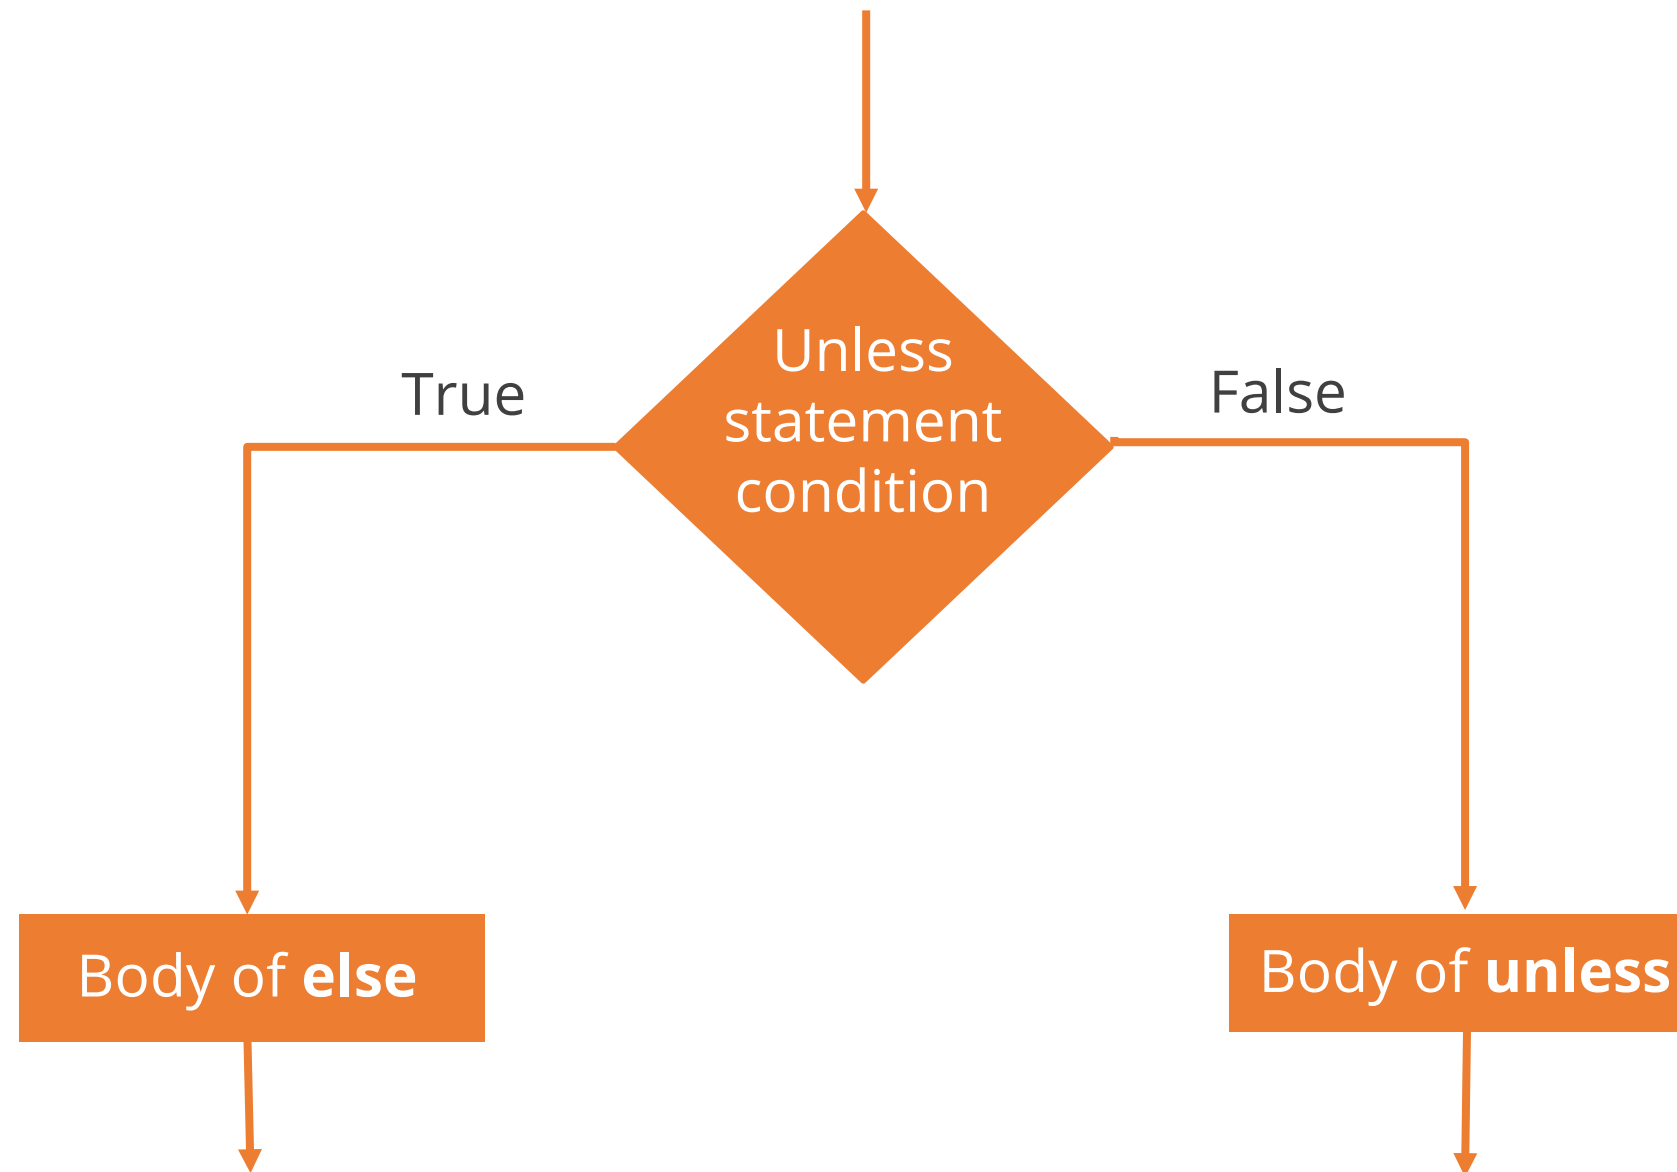 Unless
statement
condition
True
False
Body of else
Body of unless